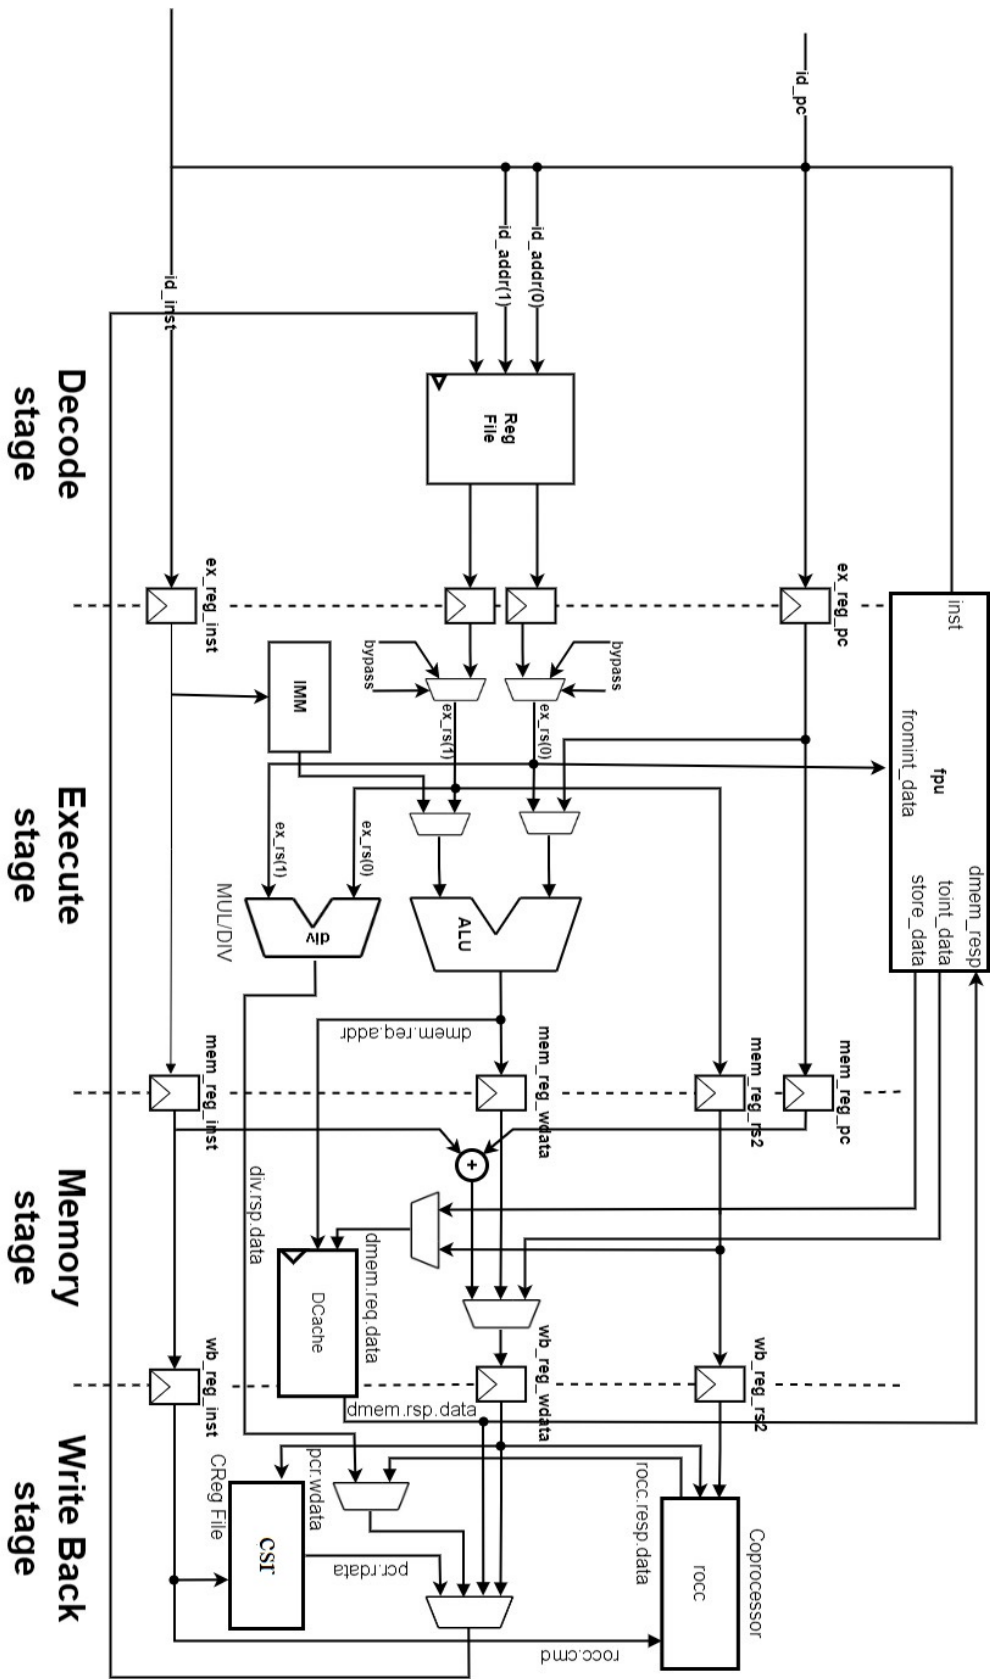 id_pc
id_inst
id_addr(1)
id_addr(0)
Decode
stage
Reg
File
ex_reg_inst
ex_reg_pc
inst
fromint_data
fpu
store_data
toint_data
dmem_resp
bypass
bypass
IMM
ex_rs(1)
ex_rs(0)
Execute
stage
ex_rs(1)
ex_rs(0)
MUL/DIV
div
ALU
dmem.req.addr
mem_reg_inst
mem_reg_wdata
mem_reg_rs2
mem_reg_pc
Memory
stage
+
div.rsp.data
DCache
dmem.req.data
wb_reg_inst
dmem.rsp.data
wb_reg_wdata
wb_reg_rs2
Write Back
stage
CReg File
csr
pcr.wdata
pcr.rdata
rocc.resp.data
rocc
Coprocessor
rocc.cmd